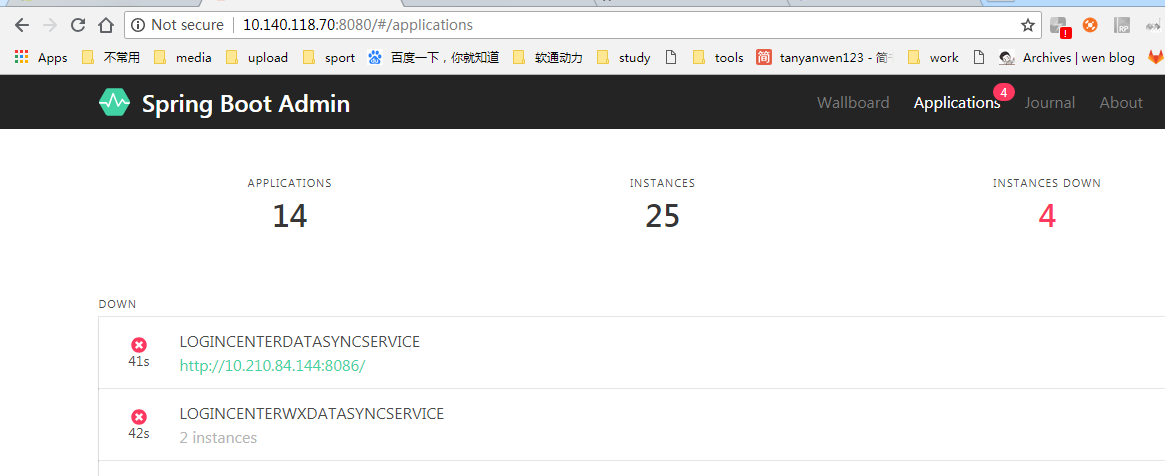 Not secure | 10.140.118.70:8080/#/applications
RP
!
Apps 不常用 media upload sport 百度一下，你就知道 软通动力 study tools 简 tanyanwen123 - 简 work Archives | wen blog
Spring Boot Admin Wallboard Applications 4 Journal About
APPLICATIONS INSTANCES INSTANCES DOWN
14 25 4
DOWN
LOGINCENTERDATASYNCSERVICE
41s http://10.210.84.144:8086/
LOGINCENTERWXDATASYNCSERVICE
42s 2 instances